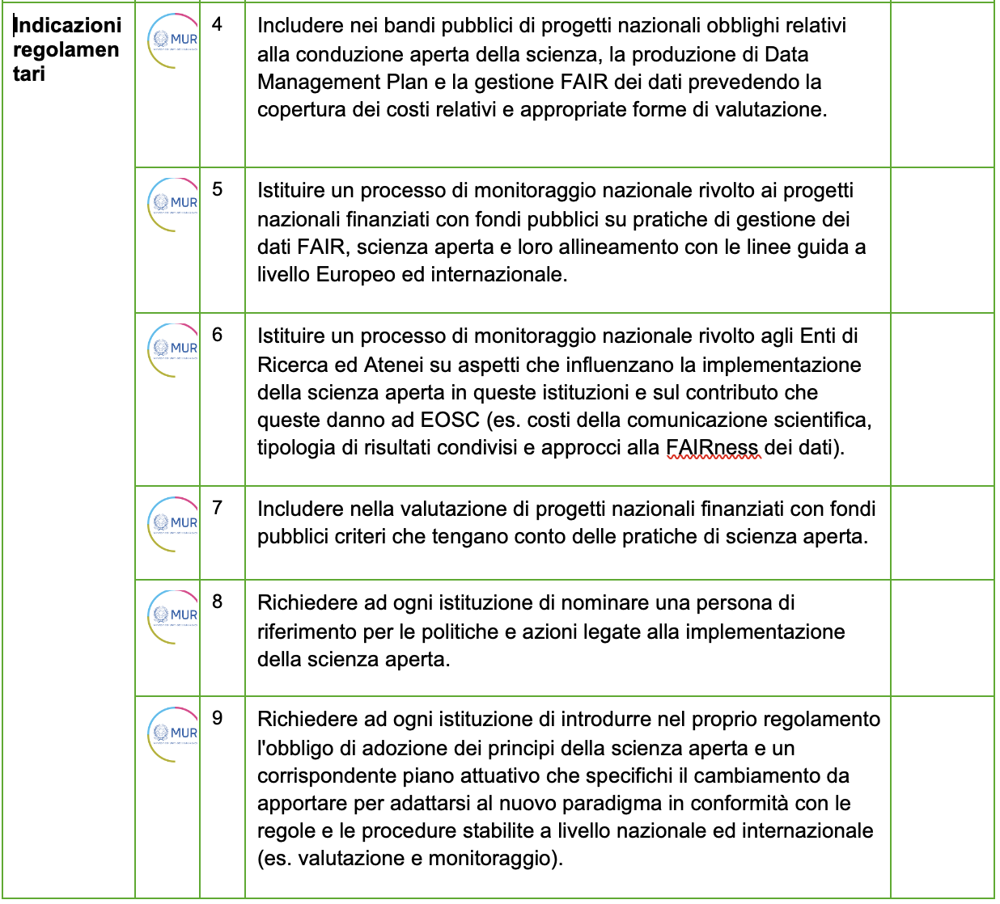 Indicazioni
regolamen
tari
MUR
4
Includere nei bandi pubblici di progetti nazionali obblighi relativi
alla conduzione aperta della scienza, la produzione di Data
Management Plan e la gestione FAIR dei dati prevedendo la
copertura dei costi relativi e appropriate forme di valutazione.
MUR
5
Istituire un processo di monitoraggio nazionale rivolto ai progetti
nazionali finanziati con fondi pubblici su pratiche di gestione dei
dati FAIR, scienza aperta e loro allineamento con le linee guida a
livello Europeo ed internazionale.
MUR
6
Istituire un processo di monitoraggio nazionale rivolto agli Enti di
Ricerca ed Atenei su aspetti che influenzano la implementazione
della scienza aperta in queste istituzioni e sul contributo che
queste danno ad EOSC (es. costi della comunicazione scientifica,
tipologia di risultati condivisi e approcci alla FAIRness dei dati).
MUR
7
Includere nella valutazione di progetti nazionali finanziati con fondi
pubblici criteri che tengano conto delle pratiche di scienza aperta.
MUR
8
Richiedere ad ogni istituzione di nominare una persona di
riferimento per le politiche e azioni legate alla implementazione
della scienza aperta.
MUR
9
Richiedere ad ogni istituzione di introdurre nel proprio regolamento
l'obbligo di adozione dei principi della scienza aperta e un
corrispondente piano attuativo che specifichi il cambiamento da
apportare per adattarsi al nuovo paradigma in conformità con le
regole e le procedure stabilite a livello nazionale ed internazionale
(es. valutazione e monitoraggio).